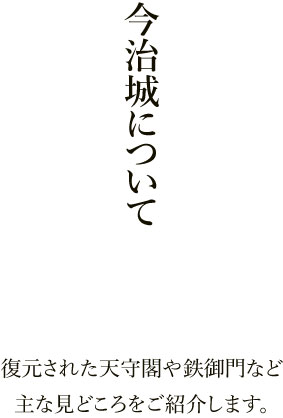 今治城について
復元された天守閣や鉄御門など
主な見どころをご紹介します。